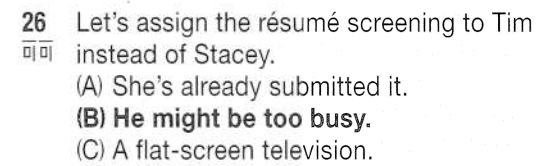 26 Let's assign the résumé screening to Tim
미미 instead of Stacey.
(A) She's already submitted it.
(B) He might be too busy.
(C) A flat-screen television.